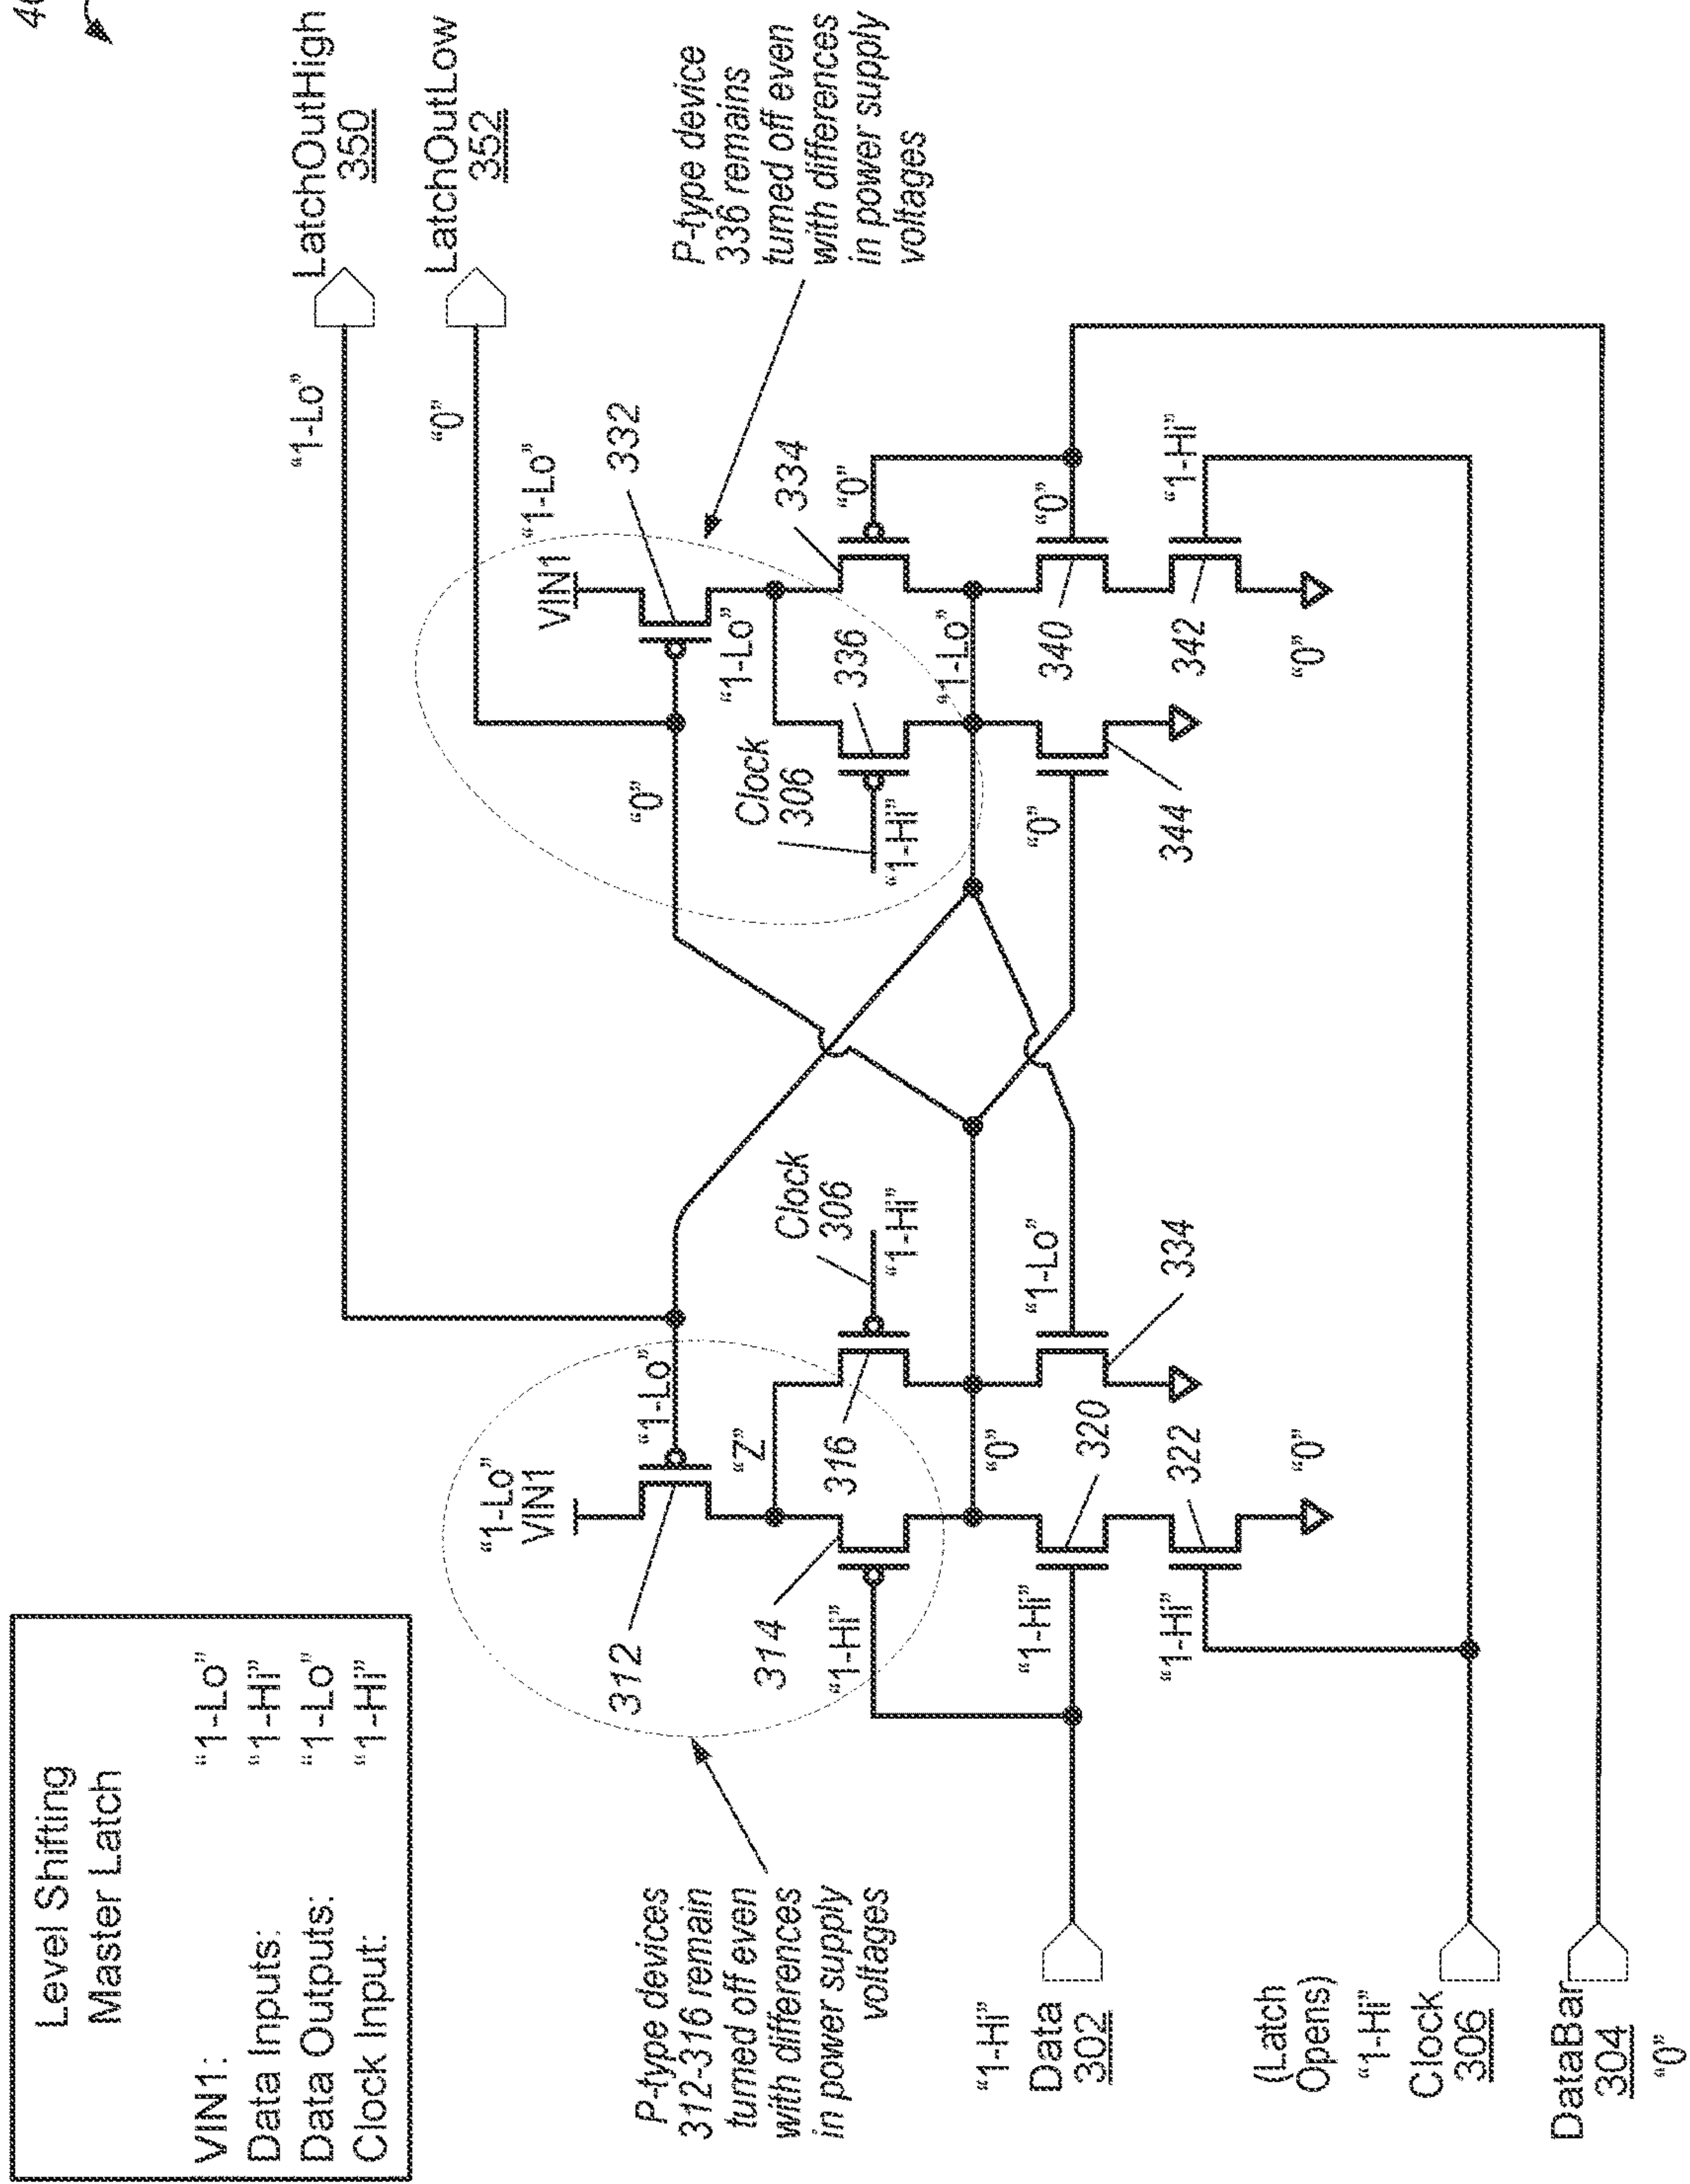 Level Shifting
Master Latch
VIN1: "1-Lo"
Data Inputs: "1-Hi"
Data Outputs: "1-Lo"
Clock Input: "1-Hi"
"1-Lo"
LatchOutHigh
350
"0"
LatchOutLow
352
P-type devices
312-316 remain
turned off even
with differences
in power supply
voltages
P-type device
336 remains
turned off even
with differences
in power supply
voltages
"1-Lo"
VIN1
312
"1-Lo"
"Z"
314
"1-Hi"
316
Clock
306
"1-Hi"
"0"
"1-Hi"
320
"1-Lo"
334
"1-Hi"
322
"0"
VIN1
"1-Lo"
332
"0"
"1-Lo"
Clock
306
"1-Hi"
336
334
"0"
"1-Lo"
"0"
340
"0"
344
342
"1-Hi"
"0"
"1-Hi"
Data
302
(Latch
Opens)
"1-Hi"
Clock
306
DataBar
304
"0"